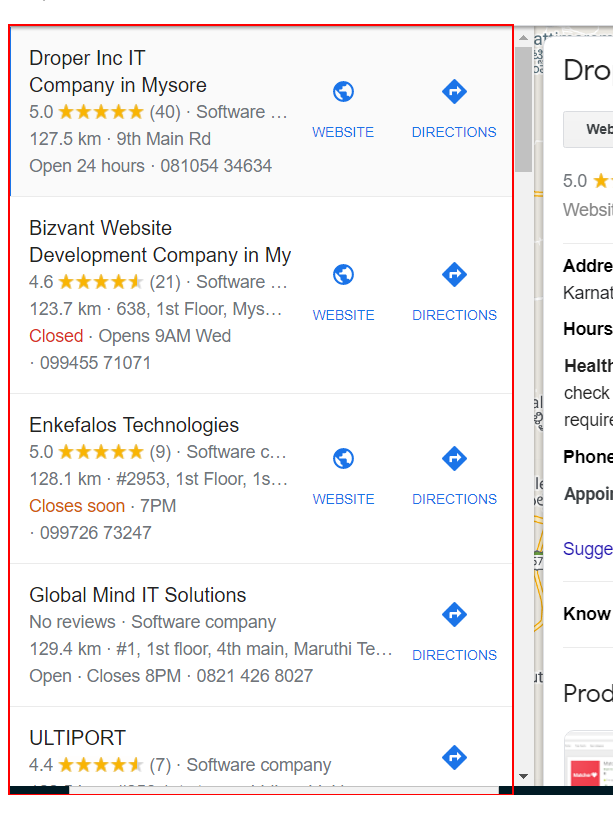 Droper Inc IT
Company in Mysore
5.0 (40) · Software ...
127.5 km · 9th Main Rd
Open 24 hours · 081054 34634
WEBSITE
DIRECTIONS
Bizvant Website
Development Company in My
4.6 (21) · Software ...
123.7 km · 638, 1st Floor, Mys...
Closed · Opens 9AM Wed
· 099455 71071
WEBSITE
DIRECTIONS
Enkefalos Technologies
5.0 (9) · Software c...
128.1 km · #2953, 1st Floor, 1s...
Closes soon · 7PM
· 099726 73247
WEBSITE
DIRECTIONS
Global Mind IT Solutions
No reviews · Software company
129.4 km · #1, 1st floor, 4th main, Maruthi Te...
Open · Closes 8PM · 0821 426 8027
DIRECTIONS
ULTIPORT
4.4 (7) · Software company
Drop
Web
5.0
Websit
Addre
Karnat
Hours
Health
check
require
Phone
Appoin
Sugge
Know
Prod